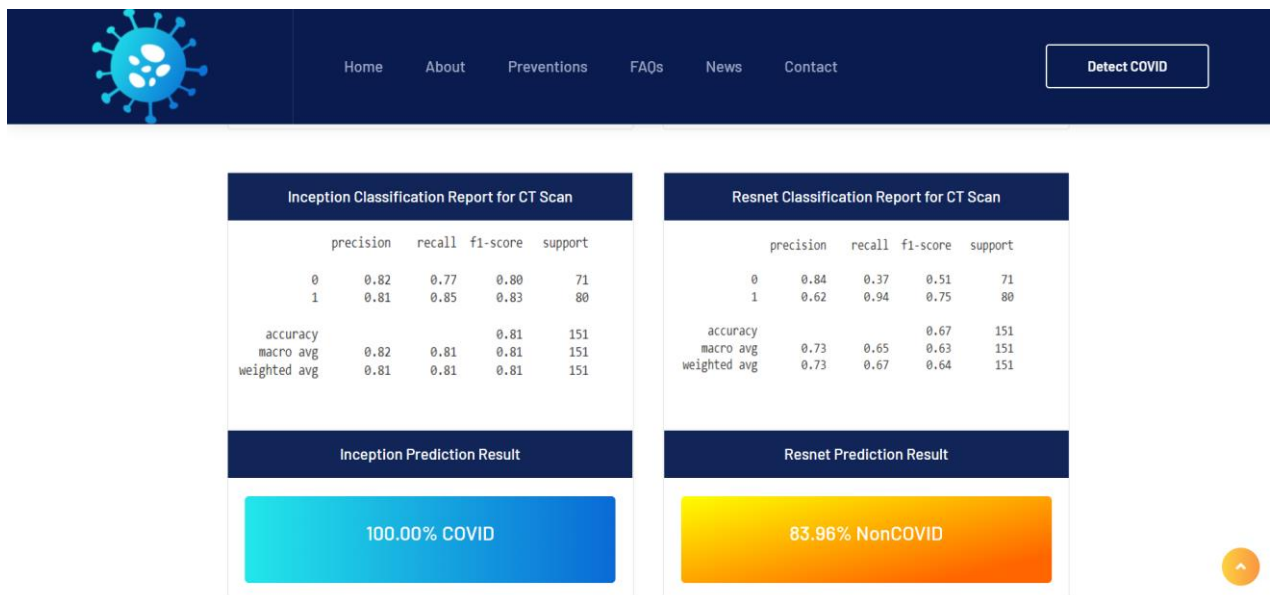 Home About Preventions FAQs News Contact Detect COVID
Inception Classification Report for CT Scan
precision recall f1-score support
0 0.82 0.77 0.80 71
1 0.81 0.85 0.83 80
accuracy 0.81 151
macro avg 0.82 0.81 0.81 151
weighted avg 0.81 0.81 0.81 151
Inception Prediction Result
100.00% COVID
Resnet Classification Report for CT Scan
precision recall f1-score support
0 0.84 0.37 0.51 71
1 0.62 0.94 0.75 80
accuracy 0.67 151
macro avg 0.73 0.65 0.63 151
weighted avg 0.73 0.67 0.64 151
Resnet Prediction Result
83.96% NonCOVID